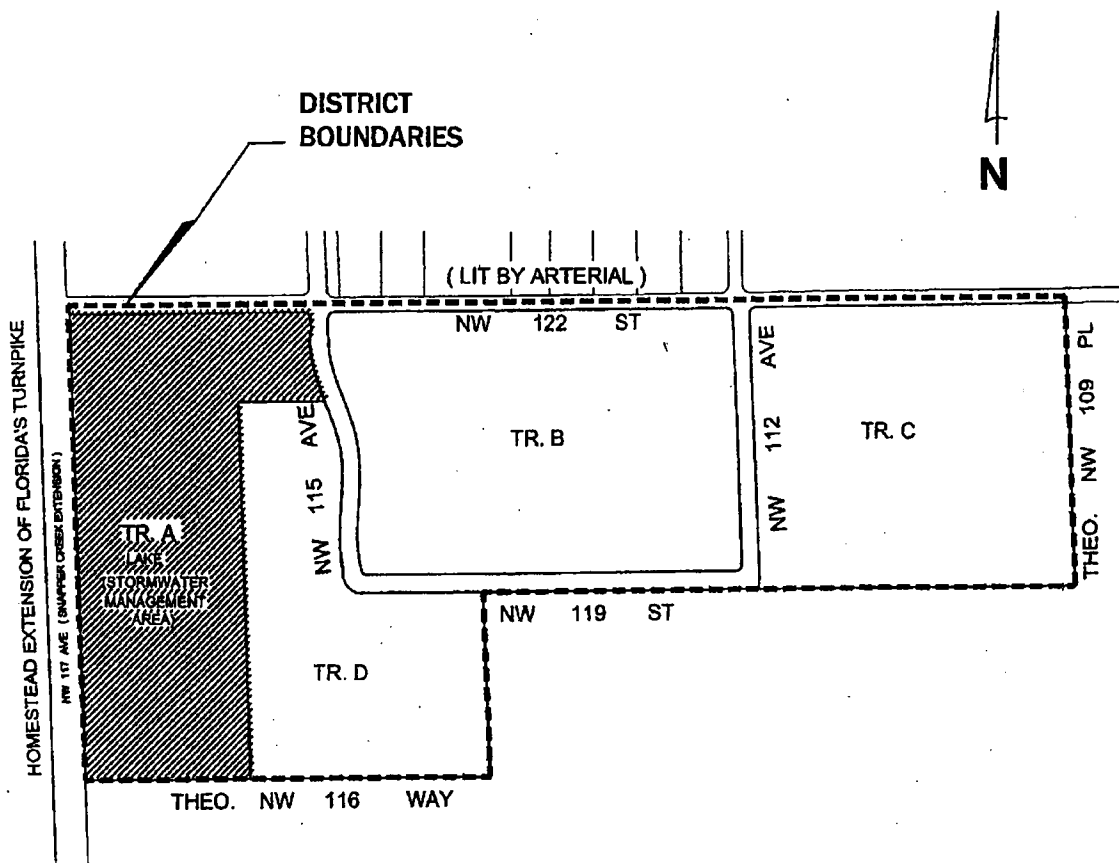 DISTRICT
BOUNDARIES
N
( LIT BY ARTERIAL )
NW 122 ST
HOMESTEAD EXTENSION OF FLORIDA'S TURNPIKE
NW 117 AVE ( SNAPPER CREEK EXTENSION )
TR. A
LAKE
(STORMWATER
MANAGEMENT
AREA)
NW 115 AVE
TR. B
NW 112 AVE
TR. C
THEO. NW 109 PL
NW 119 ST
TR. D
THEO. NW 116 WAY